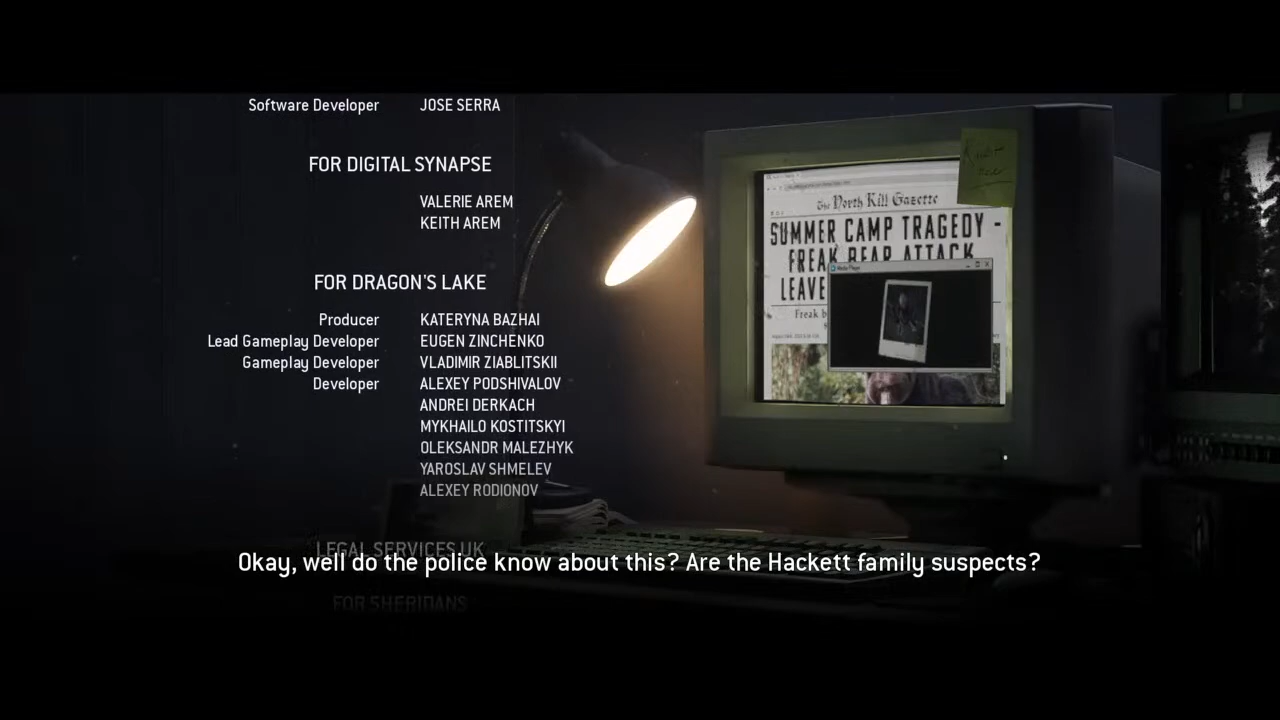 Software Developer JOSE SERRA
FOR DIGITAL SYNAPSE
VALERIE AREM
KEITH AREM
FOR DRAGON'S LAKE
Producer KATERYNA BAZHAI
Lead Gameplay Developer EUGEN ZINCHENKO
Gameplay Developer VLADIMIR ZIABLITSKII
Developer ALEXEY PODSHIVALOV
ANDREI DERKACH
MYKHAILO KOSTITSKYI
OLEKSANDR MALEZHYK
YAROSLAV SHMELEV
ALEXEY RODIONOV
LEGAL SERVICES UK
FOR SHERIDANS
The North Kill Gazette
SUMMER CAMP TRAGEDY -
FREAK BEAR ATTACK
LEAVE
Freak b
Media Player
Okay, well do the police know about this? Are the Hackett family suspects?